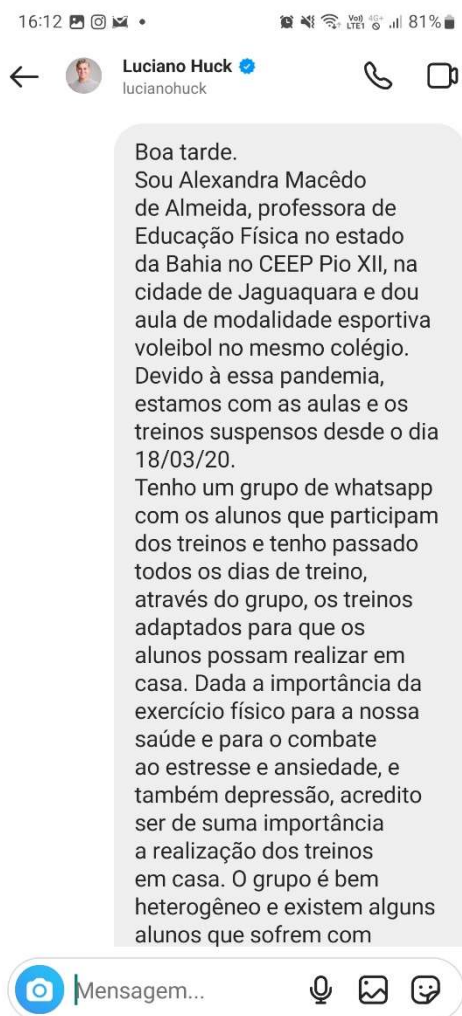 16:12
Vo)) 4G+
LTE1
81%
Luciano Huck
lucianohuck
Boa tarde.
Sou Alexandra Macêdo
de Almeida, professora de
Educação Física no estado
da Bahia no CEEP Pio XII, na
cidade de Jaguaquara e dou
aula de modalidade esportiva
voleibol no mesmo colégio.
Devido à essa pandemia,
estamos com as aulas e os
treinos suspensos desde o dia
18/03/20.
Tenho um grupo de whatsapp
com os alunos que participam
dos treinos e tenho passado
todos os dias de treino,
através do grupo, os treinos
adaptados para que os
alunos possam realizar em
casa. Dada a importância da
exercício físico para a nossa
saúde e para o combate
ao estresse e ansiedade, e
também depressão, acredito
ser de suma importância
a realização dos treinos
em casa. O grupo é bem
heterogêneo e existem alguns
alunos que sofrem com
Mensagem...